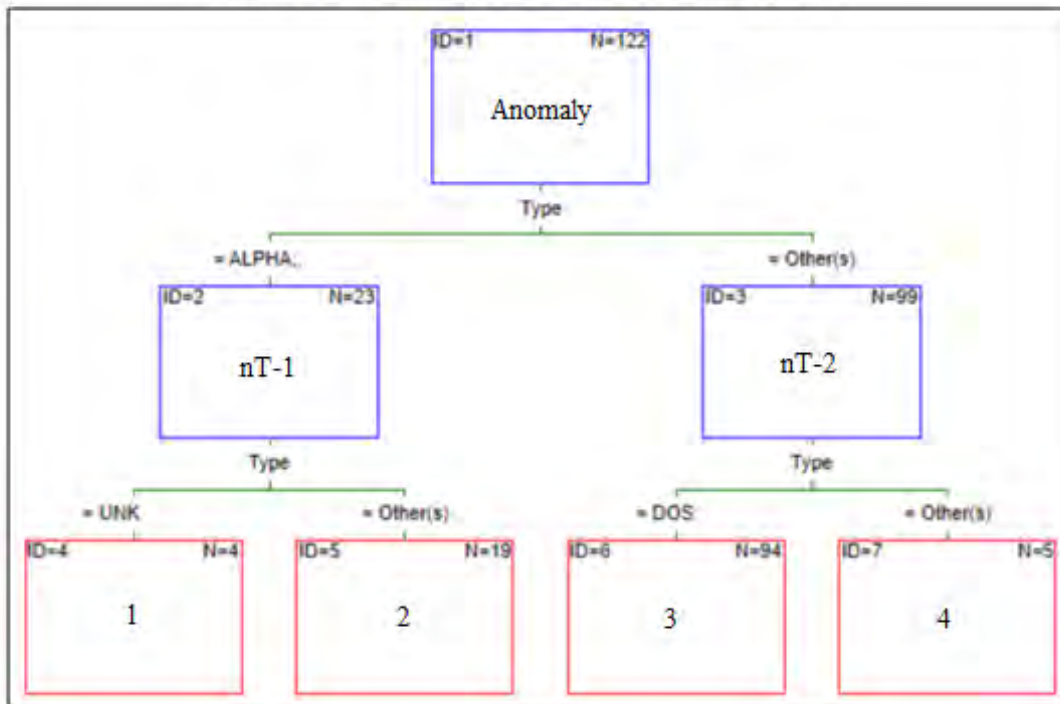 ID=1 N=122
Anomaly
Type
= ALPHA,.
= Other(s)
ID=2 N=23
nT-1
ID=3 N=99
nT-2
Type
Type
= UNK
= Other(s)
= DOS
= Other(s)
ID=4 N=4
1
ID=5 N=19
2
ID=6 N=94
3
ID=7 N=5
4